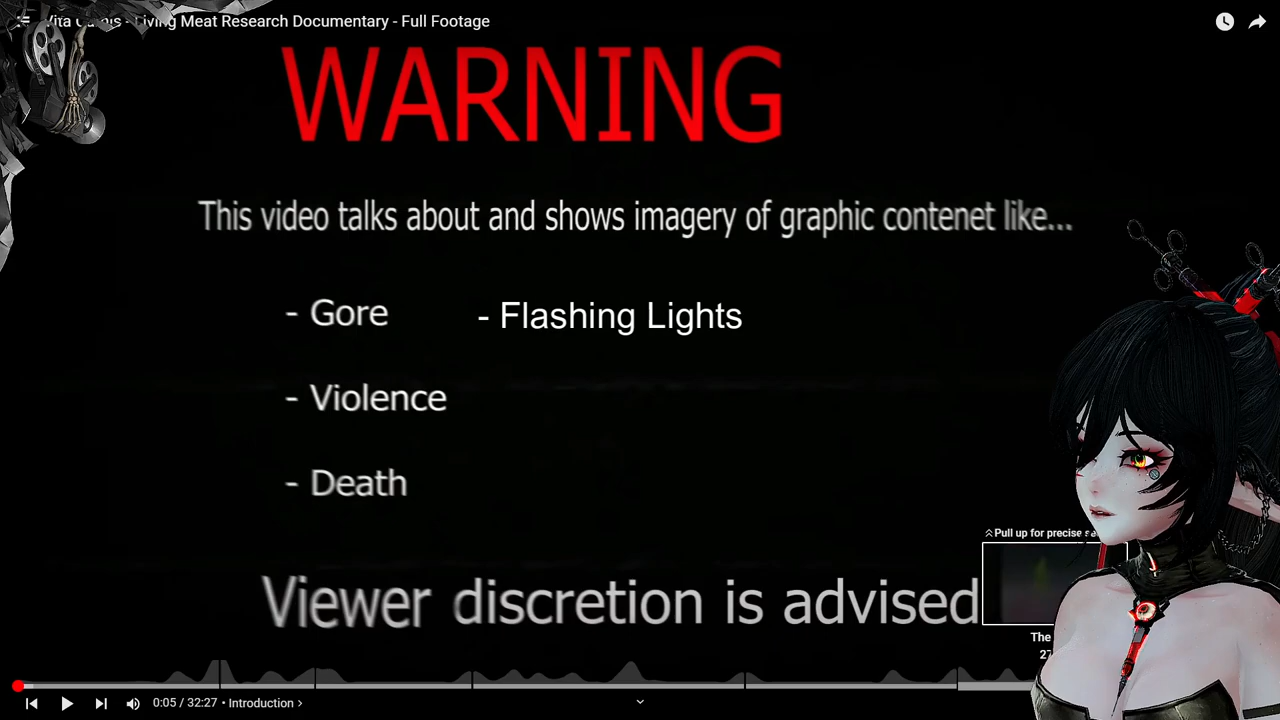 Living Meat Research Documentary - Full Footage
WARNING
This video talks about and shows imagery of graphic contenet like...
- Gore - Flashing Lights
- Violence
- Death
Pull up for precise
Viewer discretion is advised
The
0:05 / 32:27 • Introduction >